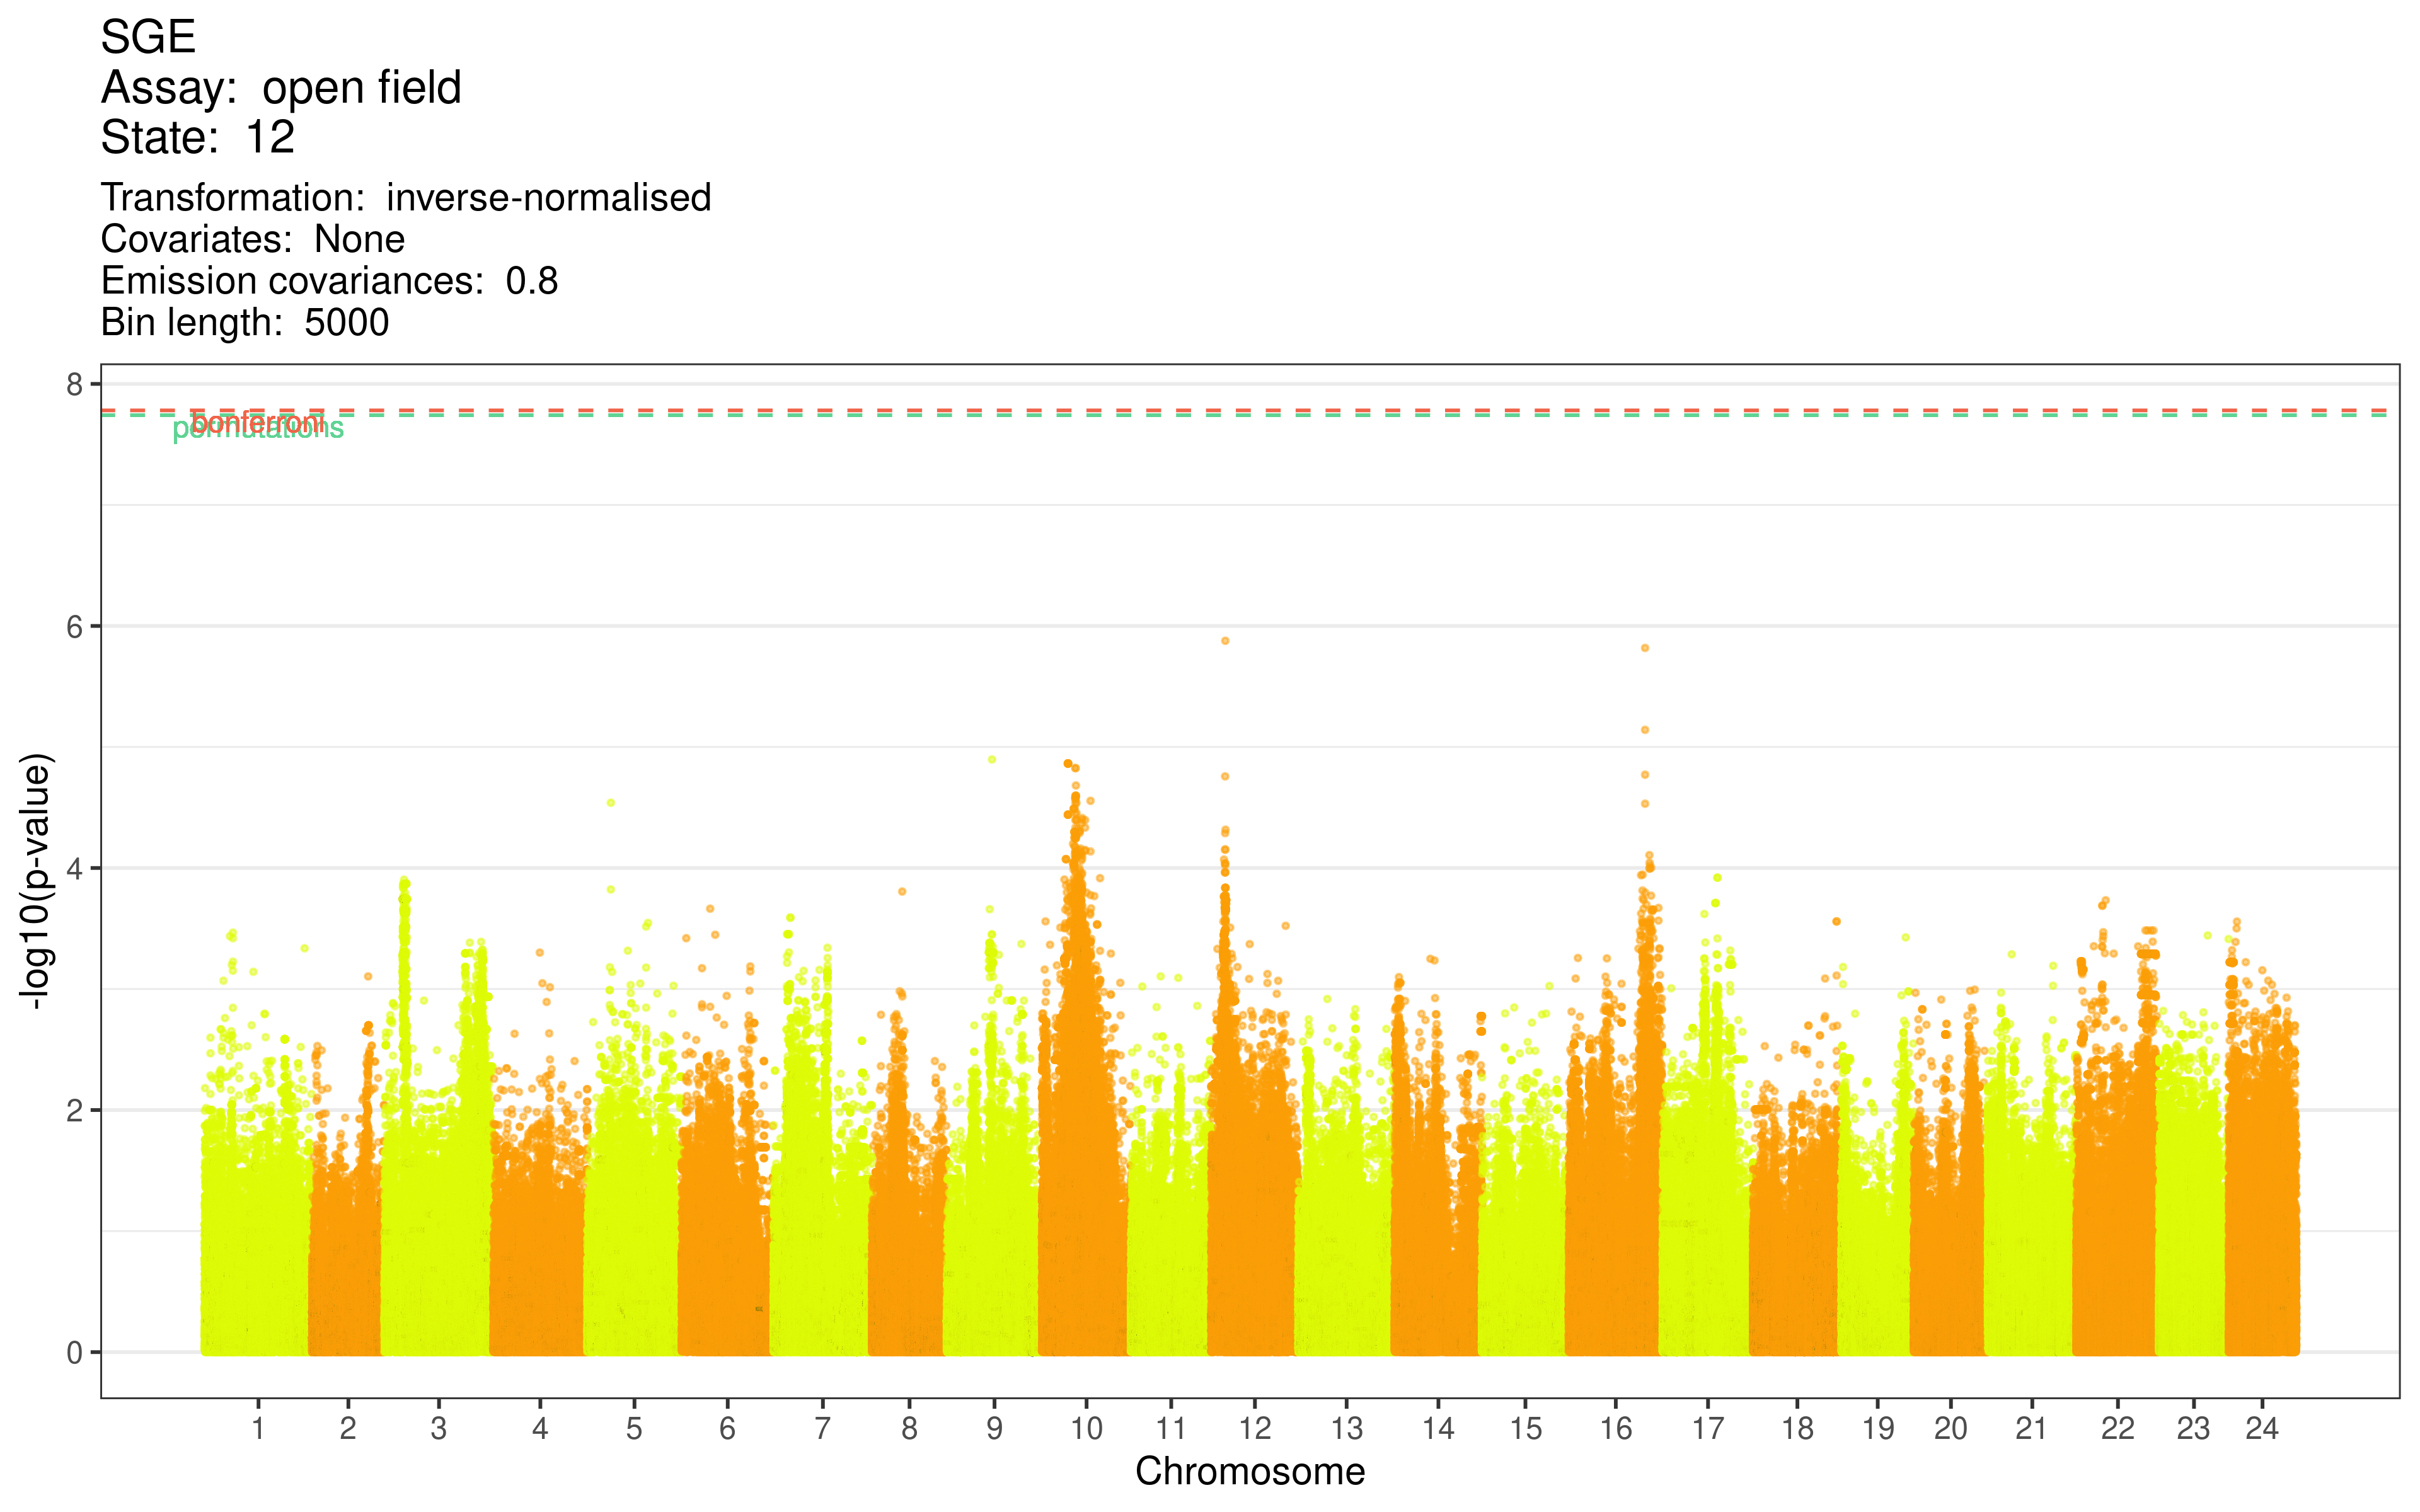 SGE
Assay:  open field
State:  12
Transformation:  inverse-normalised
Covariates:  None
Emission covariances:  0.8
Bin length:  5000
8
bonferroni
permutations
6
4
2
0
-log10(p-value)
1 2 3 4 5 6 7 8 9 10 11 12 13 14 15 16 17 18 19 20 21 22 23 24
Chromosome